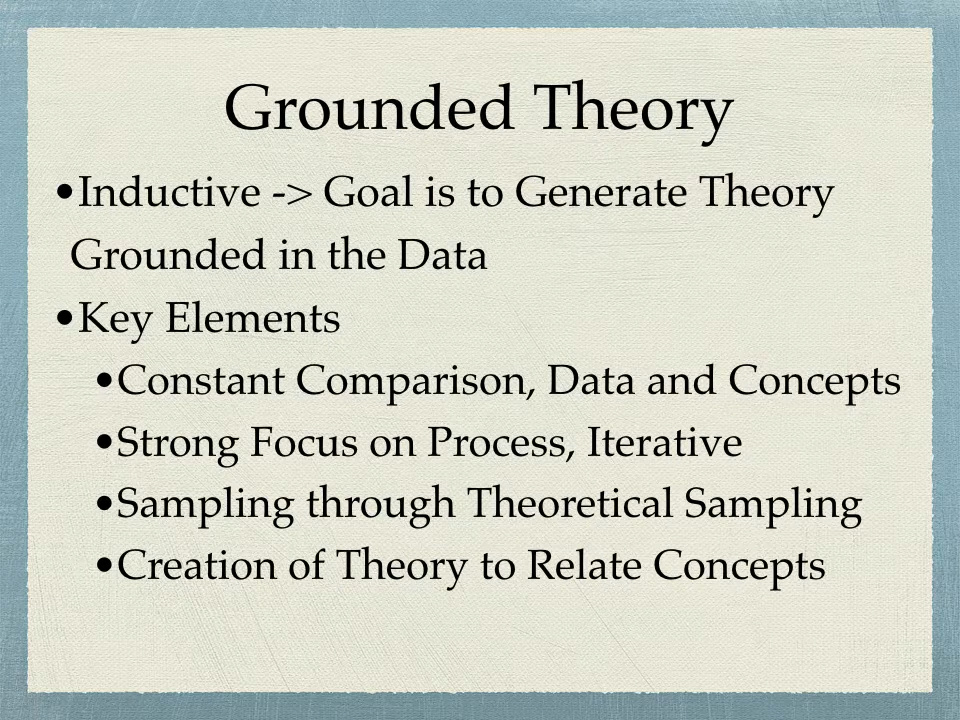 Grounded Theory
•Inductive -> Goal is to Generate Theory
Grounded in the Data
•Key Elements
•Constant Comparison, Data and Concepts
•Strong Focus on Process, Iterative
•Sampling through Theoretical Sampling
•Creation of Theory to Relate Concepts